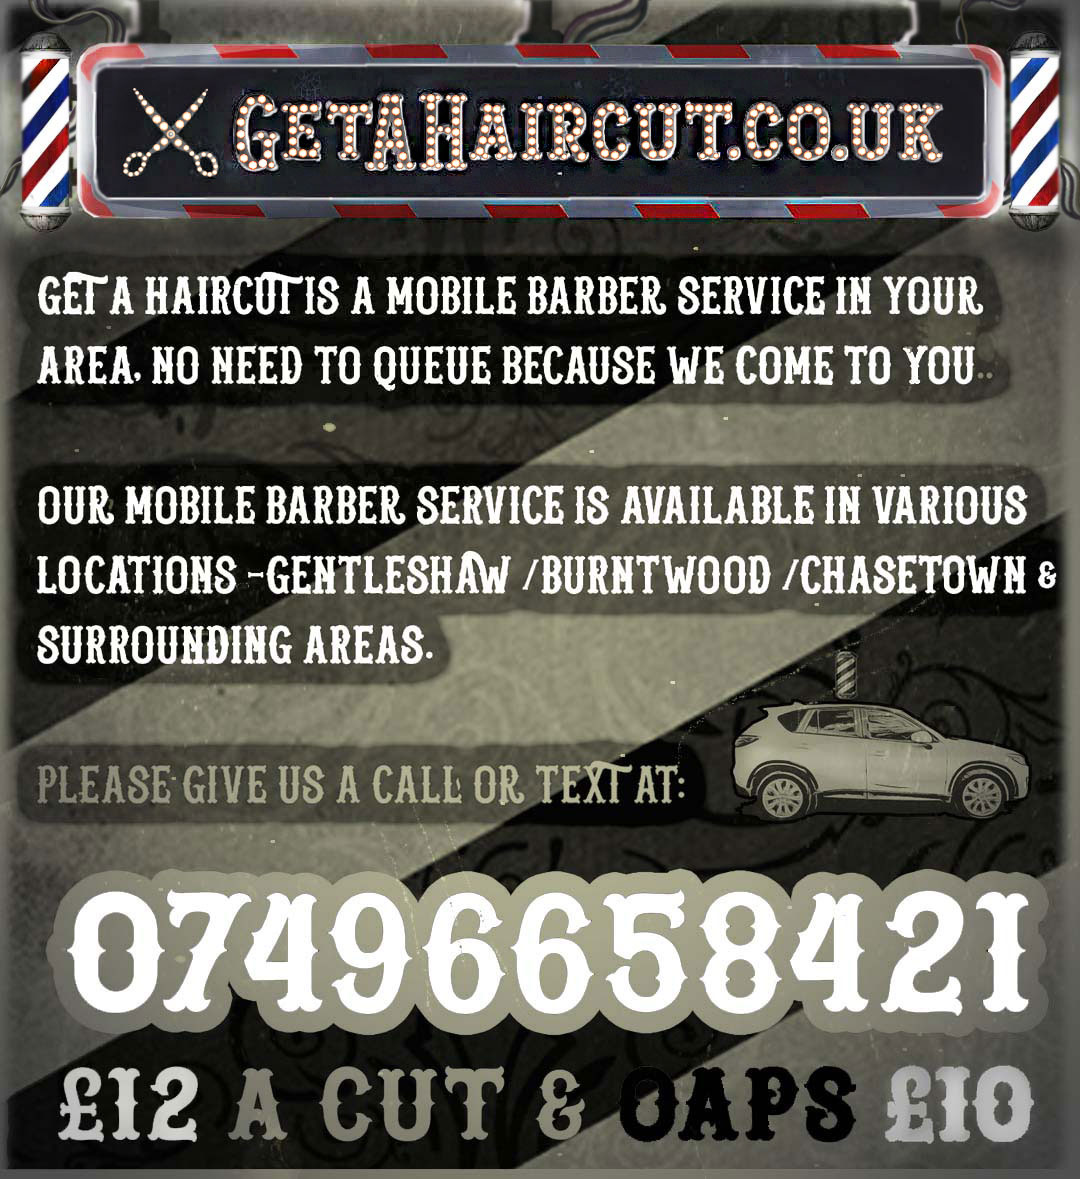 GETAHAIRCUT.CO.UK
GET A HAIRCUT IS A MOBILE BARBER SERVICE IN YOUR
AREA, NO NEED TO QUEUE BECAUSE WE COME TO YOU..
OUR MOBILE BARBER SERVICE IS AVAILABLE IN VARIOUS
LOCATIONS -GENTLESHAW /BURNTWOOD /CHASETOWN &
SURROUNDING AREAS.
PLEASE GIVE US A CALL OR TEXT AT:
07496658421
£12 A CUT & OAPS £10